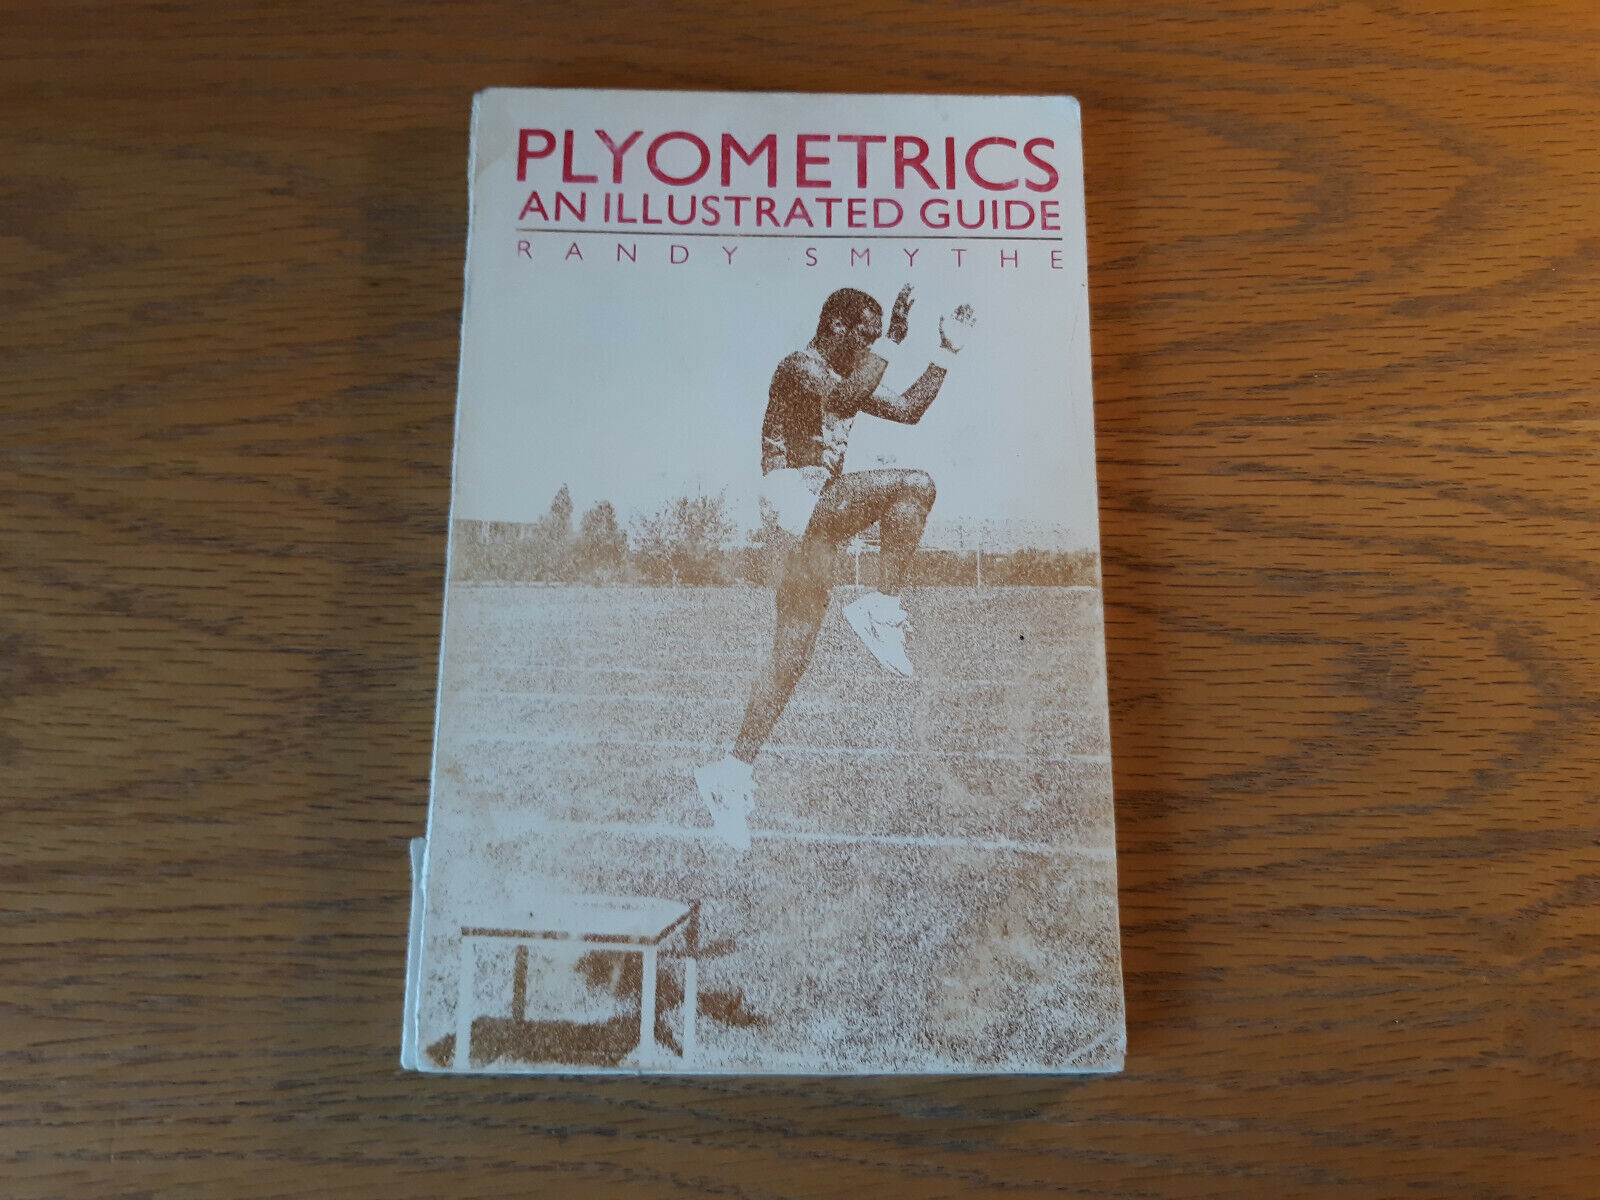 PLYOMETRICS
AN ILLUSTRATED GUIDE
RANDY SMYTHE